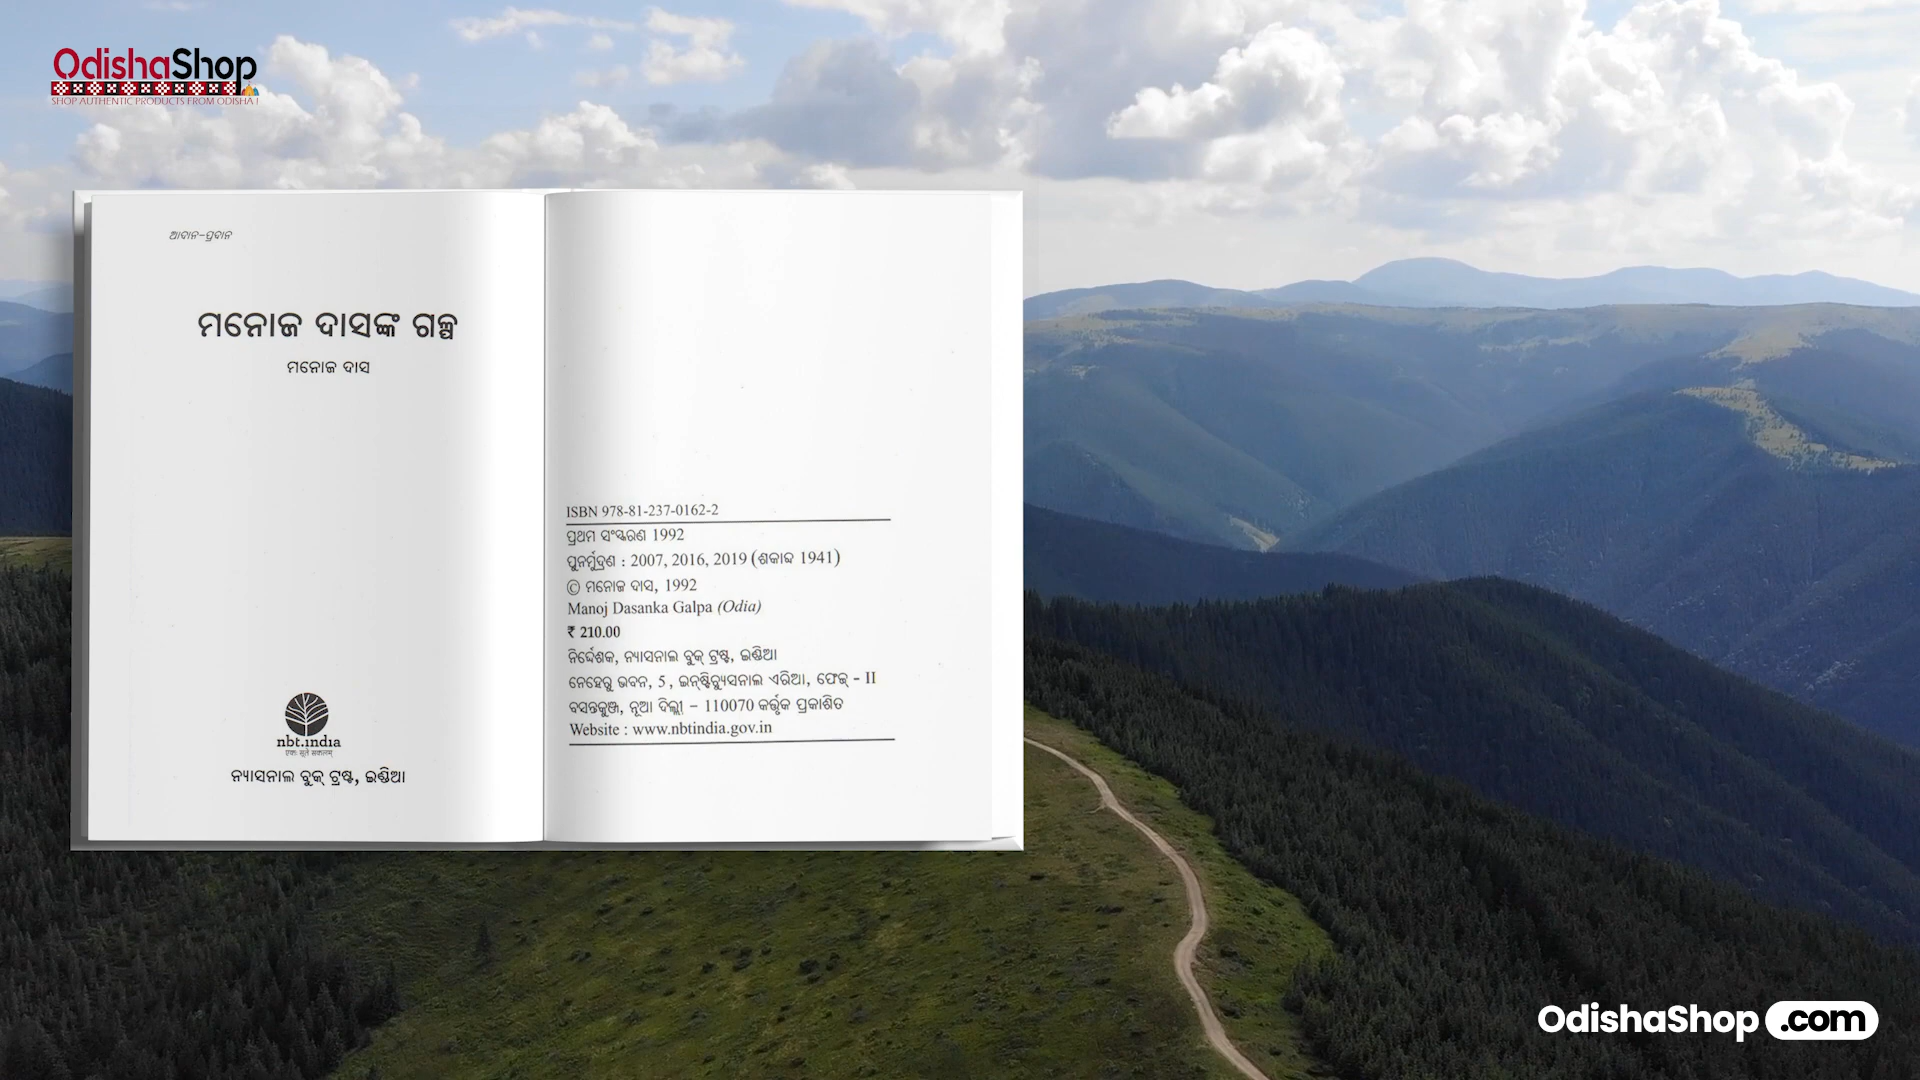 OdishaShop
SHOP AUTHENTIC PRODUCTS FROM ODISHA !
ଆଦାନ-ପ୍ରଦାନ
ମନୋଜ ଦାସଙ୍କ ଗଳ୍ପ
ମନୋଜ ଦାସ
nbt.india
एकः सूते सकलम्
ନ୍ୟାସନାଲ ବୁକ୍ ଟ୍ରଷ୍ଟ, ଇଣ୍ଡିଆ
ISBN 978-81-237-0162-2
ପ୍ରଥମ ସଂସ୍କରଣ 1992
ପୁନର୍ମୁଦ୍ରଣ : 2007, 2016, 2019 (ଶକାବ୍ଦ 1941)
© ମନୋଜ ଦାସ, 1992
Manoj Dasanka Galpa (Odia)
₹ 210.00
ନିର୍ଦ୍ଦେଶକ, ନ୍ୟାସନାଲ ବୁକ୍ ଟ୍ରଷ୍ଟ, ଇଣ୍ଡିଆ
ନେହେରୁ ଭବନ, 5, ଇନ୍‌ଷ୍ଟିଚ୍ୟୁସନାଲ ଏରିଆ, ଫେଜ୍ - II
ବସନ୍ତକୁଞ୍ଜ, ନୂଆ ଦିଲ୍ଲୀ – 110070 କର୍ତ୍ତୃକ ପ୍ରକାଶିତ
Website : www.nbtindia.gov.in
OdishaShop .com